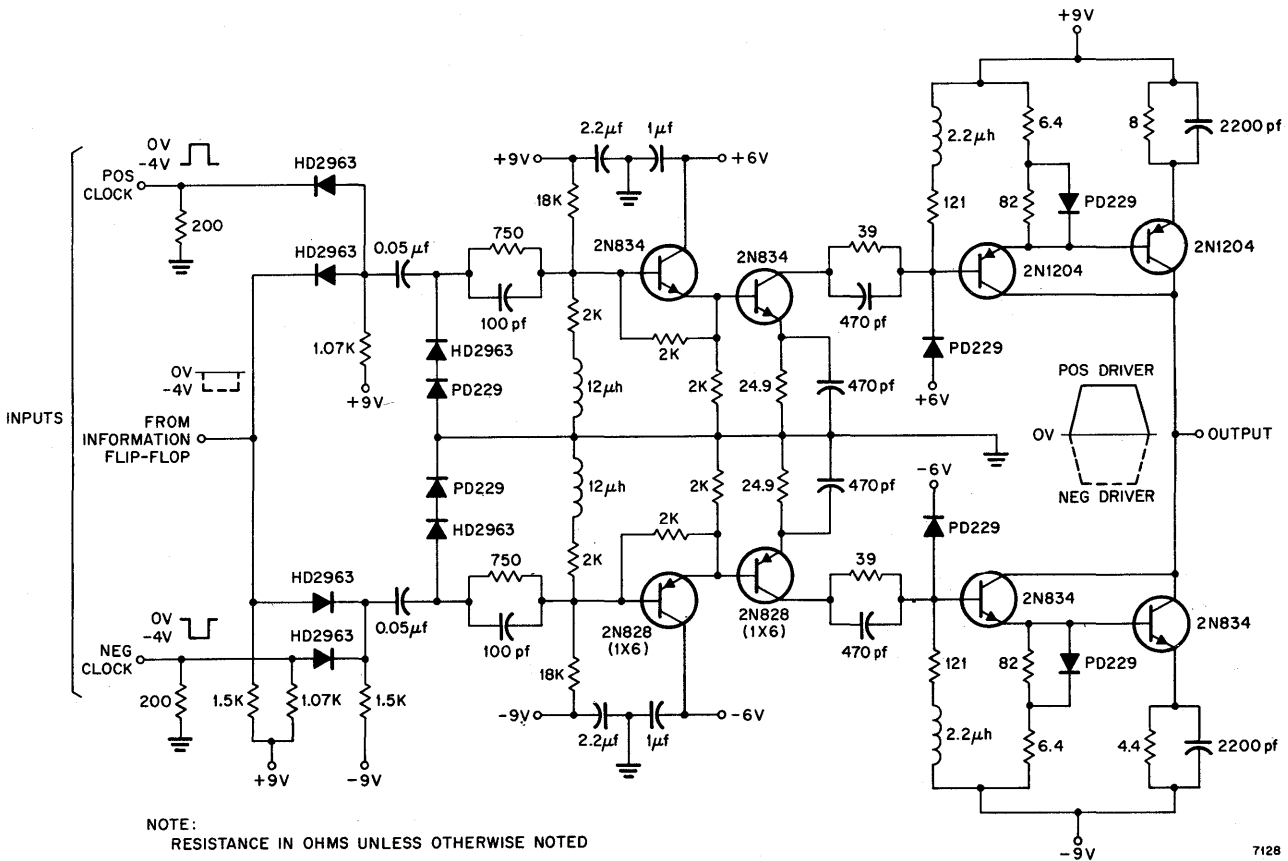 +9V
2.2μf
1μf
2.2μh
6.4
8
2200 pf
0V
-4V
HD2963
+9V
+6V
POS
CLOCK
18K
121
82
PD229
200
750
2N834
39
2N1204
HD2963
0.05μf
2N834
2N1204
100 pf
2K
470 pf
1.07K
HD2963
2K
PD229
0V
-4V
12μh
2K
24.9
470 pf
POS DRIVER
+9V
PD229
+6V
INPUTS
FROM
INFORMATION
FLIP-FLOP
0V
OUTPUT
-6V
PD229
12μh
2K
24.9
470 pf
NEG DRIVER
2K
PD229
HD2963
2K
750
39
HD2963
2N834
0V
-4V
0.05μf
2N828
(1X6)
2N828
(1X6)
2N834
HD2963
100 pf
470 pf
NEG
CLOCK
18K
121
82
PD229
200
1.5K
1.07K
1.5K
-9V
-6V
2.2μf
1μf
2.2μh
6.4
4.4
2200 pf
+9V
-9V
NOTE:
RESISTANCE IN OHMS UNLESS OTHERWISE NOTED
-9V
7128